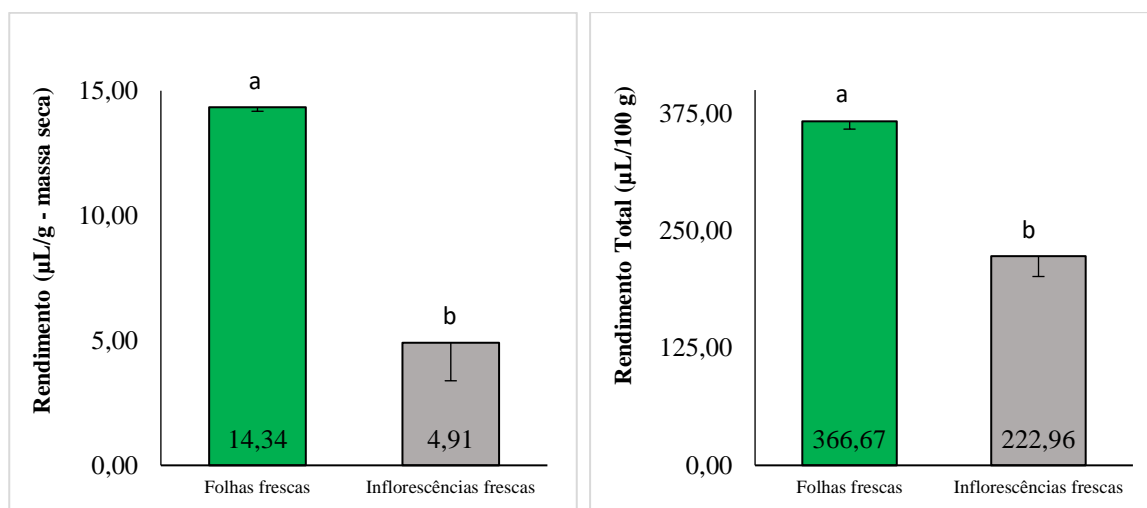 Rendimento (µL/g - massa seca)
15,00
10,00
5,00
0,00
a
b
14,34
4,91
Folhas frescas
Inflorescências frescas
Rendimento Total (µL/100 g)
375,00
250,00
125,00
0,00
a
b
366,67
222,96
Folhas frescas
Inflorescências frescas